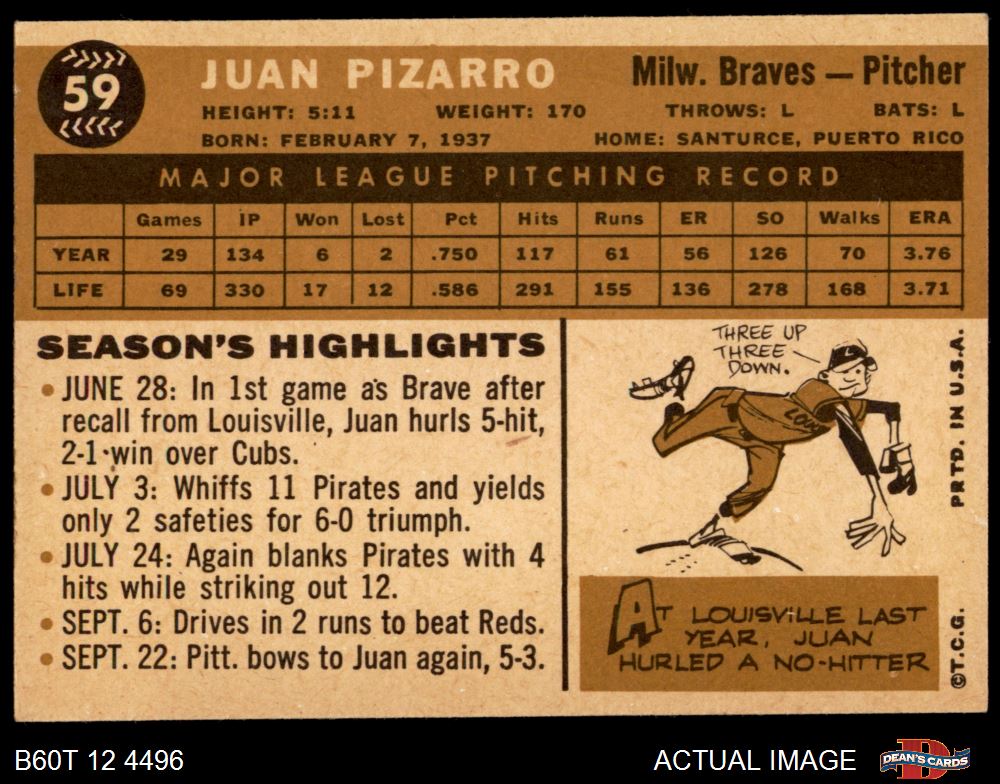 59
JUAN PIZARRO
Milw. Braves — Pitcher
HEIGHT: 5:11 WEIGHT: 170 THROWS: L BATS: L
BORN: FEBRUARY 7, 1937 HOME: SANTURCE, PUERTO RICO
MAJOR LEAGUE PITCHING RECORD
Games IP Won Lost Pct Hits Runs ER SO Walks ERA
YEAR 29 134 6 2 .750 117 61 56 126 70 3.76
LIFE 69 330 17 12 .586 291 155 136 278 168 3.71
SEASON'S HIGHLIGHTS
• JUNE 28: In 1st game as Brave after
recall from Louisville, Juan hurls 5-hit,
2-1 win over Cubs.
• JULY 3: Whiffs 11 Pirates and yields
only 2 safeties for 6-0 triumph.
• JULY 24: Again blanks Pirates with 4
hits while striking out 12.
• SEPT. 6: Drives in 2 runs to beat Reds.
• SEPT. 22: Pitt. bows to Juan again, 5-3.
THREE UP
THREE
DOWN.
L
LOU
AT LOUISVILLE LAST
YEAR, JUAN
HURLED A NO-HITTER
PRTD. IN U.S.A.
©T.C.G.
B60T 12 4496
ACTUAL IMAGE
D
DEAN'S CARDS